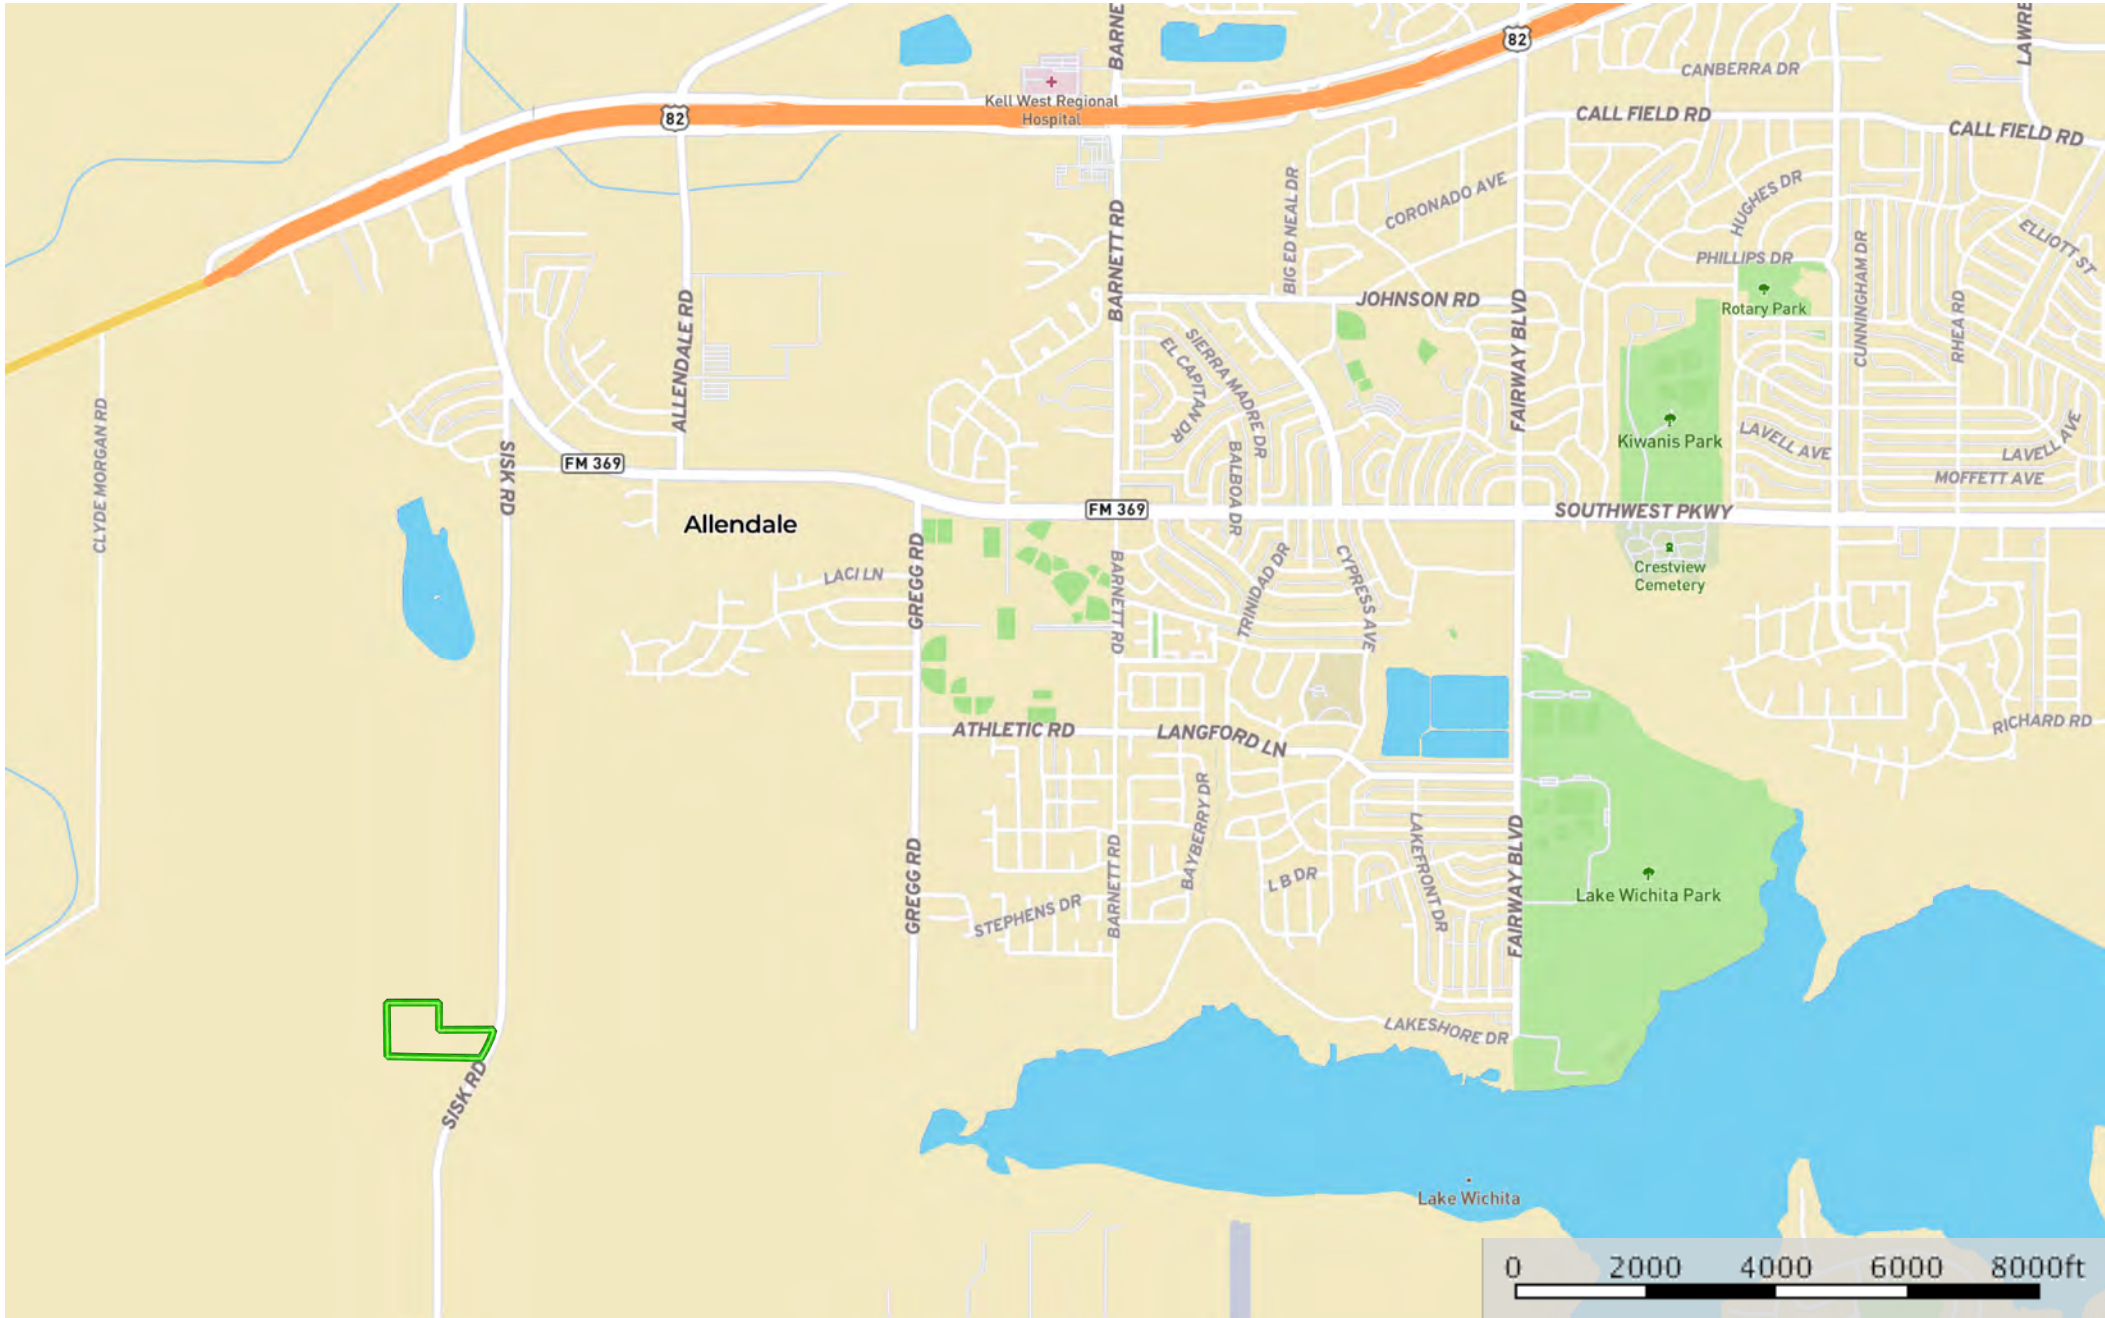 BARNE
LAWRE
82
CANBERRA DR
Kell West Regional
Hospital
82
CALL FIELD RD
CALL FIELD RD
CORONADO AVE
HUGHES DR
BIG ED NEAL DR
BARNETT RD
ELLIOTT ST
PHILLIPS DR
CUNNINGHAM DR
JOHNSON RD
Rotary Park
RHEA RD
FAIRWAY BLVD
ALLENDALE RD
SIERRA MADRE DR
EL CAPITAN DR
CLYDE MORGAN RD
Kiwanis Park
LAVELL AVE
LAVELL AVE
SISK RD
FM 369
BALBOA DR
MOFFETT AVE
FM 369
SOUTHWEST PKWY
Allendale
GREGG RD
LACI LN
BARNETT RD
TRINIDAD DR
CYPRESS AVE
Crestview
Cemetery
ATHLETIC RD
LANGFORD LN
RICHARD RD
BAYBERRY DR
GREGG RD
BARNETT RD
LAKEFRONT DR
FAIRWAY BLVD
L B DR
Lake Wichita Park
STEPHENS DR
LAKESHORE DR
SISK RD
Lake Wichita
0 2000 4000 6000 8000ft